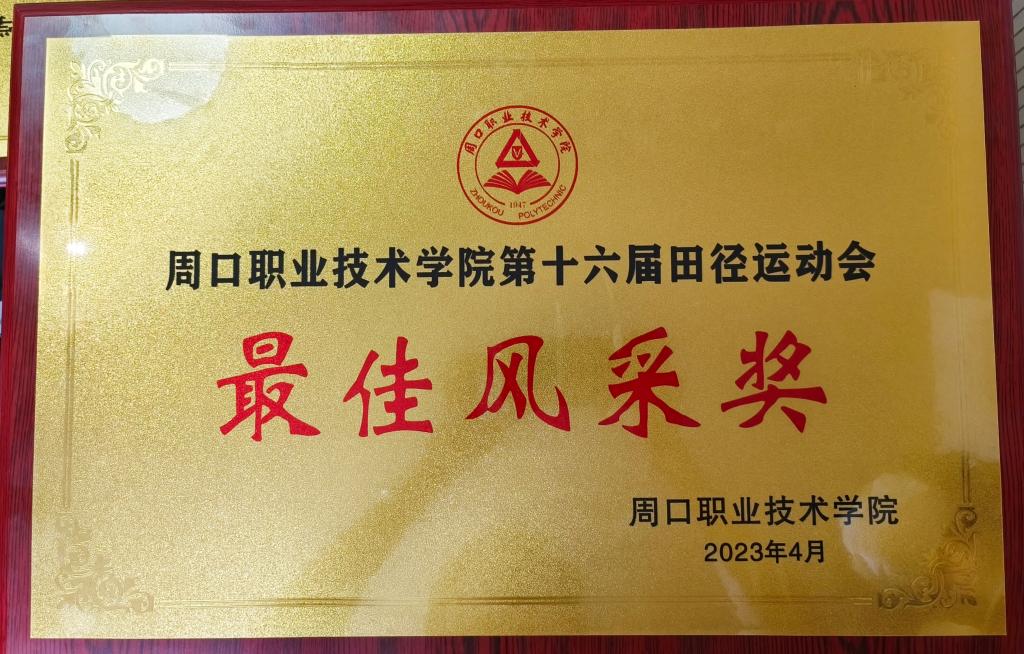 周口职业技术学院
1947
ZHOUKOU POLYTECHNIC
周口职业技术学院第十六届田径运动会
最佳风采奖
周口职业技术学院
2023年4月